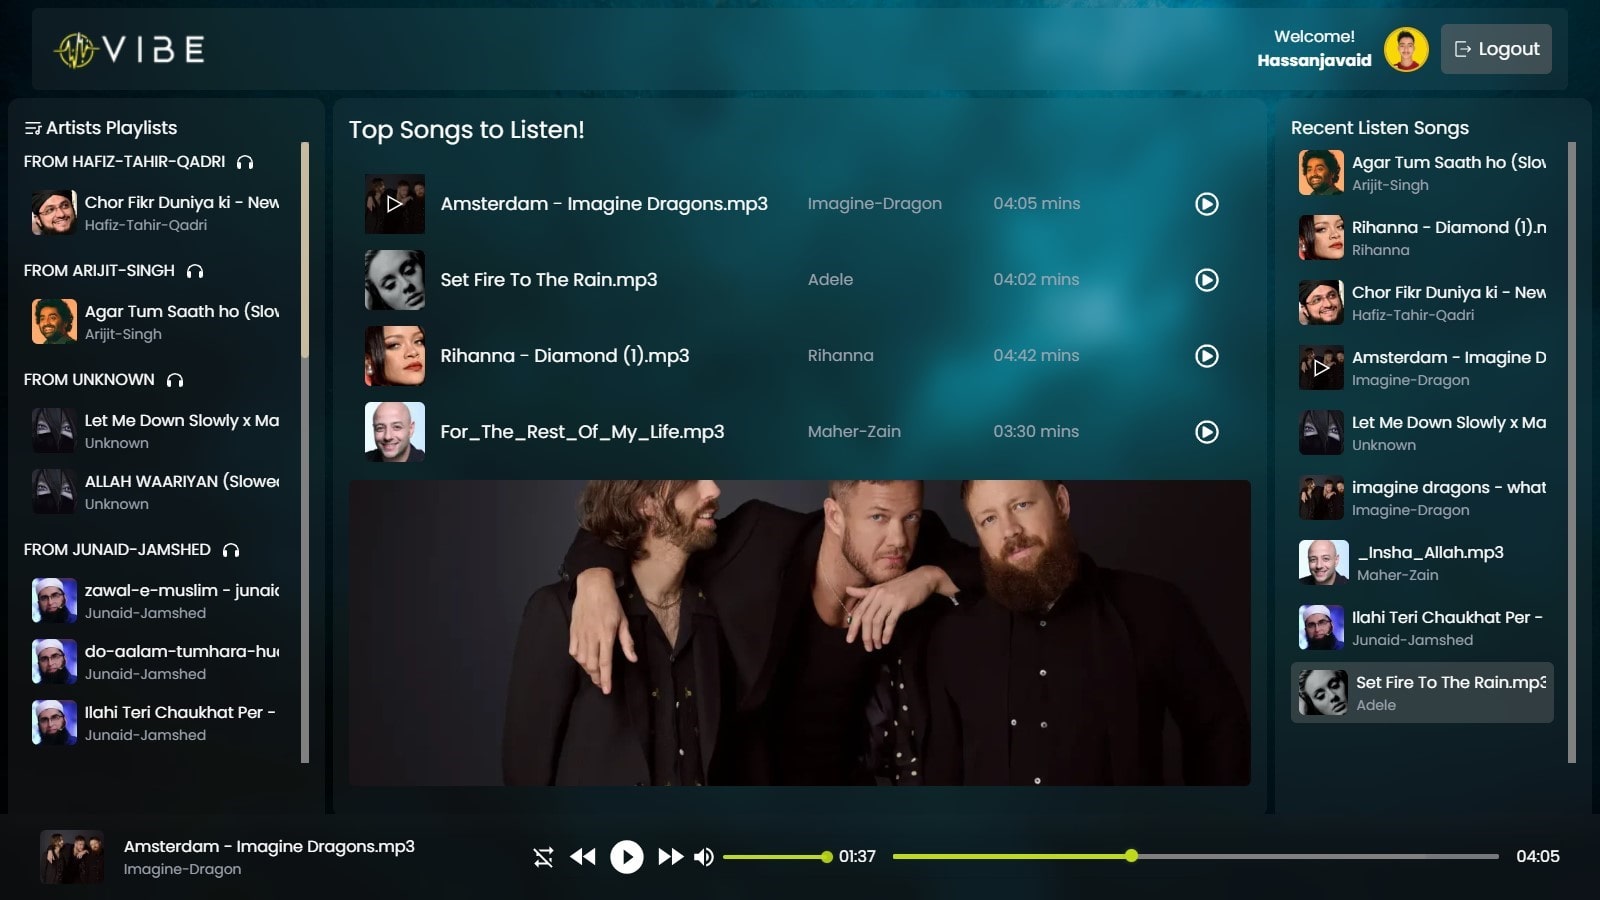 VIBE
Welcome!
Hassanjavaid
Logout
Artists Playlists
FROM HAFIZ-TAHIR-QADRI
Chor Fikr Duniya ki - New
Hafiz-Tahir-Qadri
FROM ARIJIT-SINGH
Agar Tum Saath ho (Slov
Arijit-Singh
FROM UNKNOWN
Let Me Down Slowly x Ma
Unknown
ALLAH WAARIYAN (Slowed
Unknown
FROM JUNAID-JAMSHED
zawal-e-muslim - junaid
Junaid-Jamshed
do-aalam-tumhara-hu
Junaid-Jamshed
Ilahi Teri Chaukhat Per -
Junaid-Jamshed
Top Songs to Listen!
Amsterdam - Imagine Dragons.mp3 Imagine-Dragon 04:05 mins
Set Fire To The Rain.mp3 Adele 04:02 mins
Rihanna - Diamond (1).mp3 Rihanna 04:42 mins
For_The_Rest_Of_My_Life.mp3 Maher-Zain 03:30 mins
Recent Listen Songs
Agar Tum Saath ho (Slov
Arijit-Singh
Rihanna - Diamond (1).m
Rihanna
Chor Fikr Duniya ki - New
Hafiz-Tahir-Qadri
Amsterdam - Imagine D
Imagine-Dragon
Let Me Down Slowly x Ma
Unknown
imagine dragons - what
Imagine-Dragon
_Insha_Allah.mp3
Maher-Zain
Ilahi Teri Chaukhat Per -
Junaid-Jamshed
Set Fire To The Rain.mp3
Adele
Amsterdam - Imagine Dragons.mp3
Imagine-Dragon
01:37
04:05